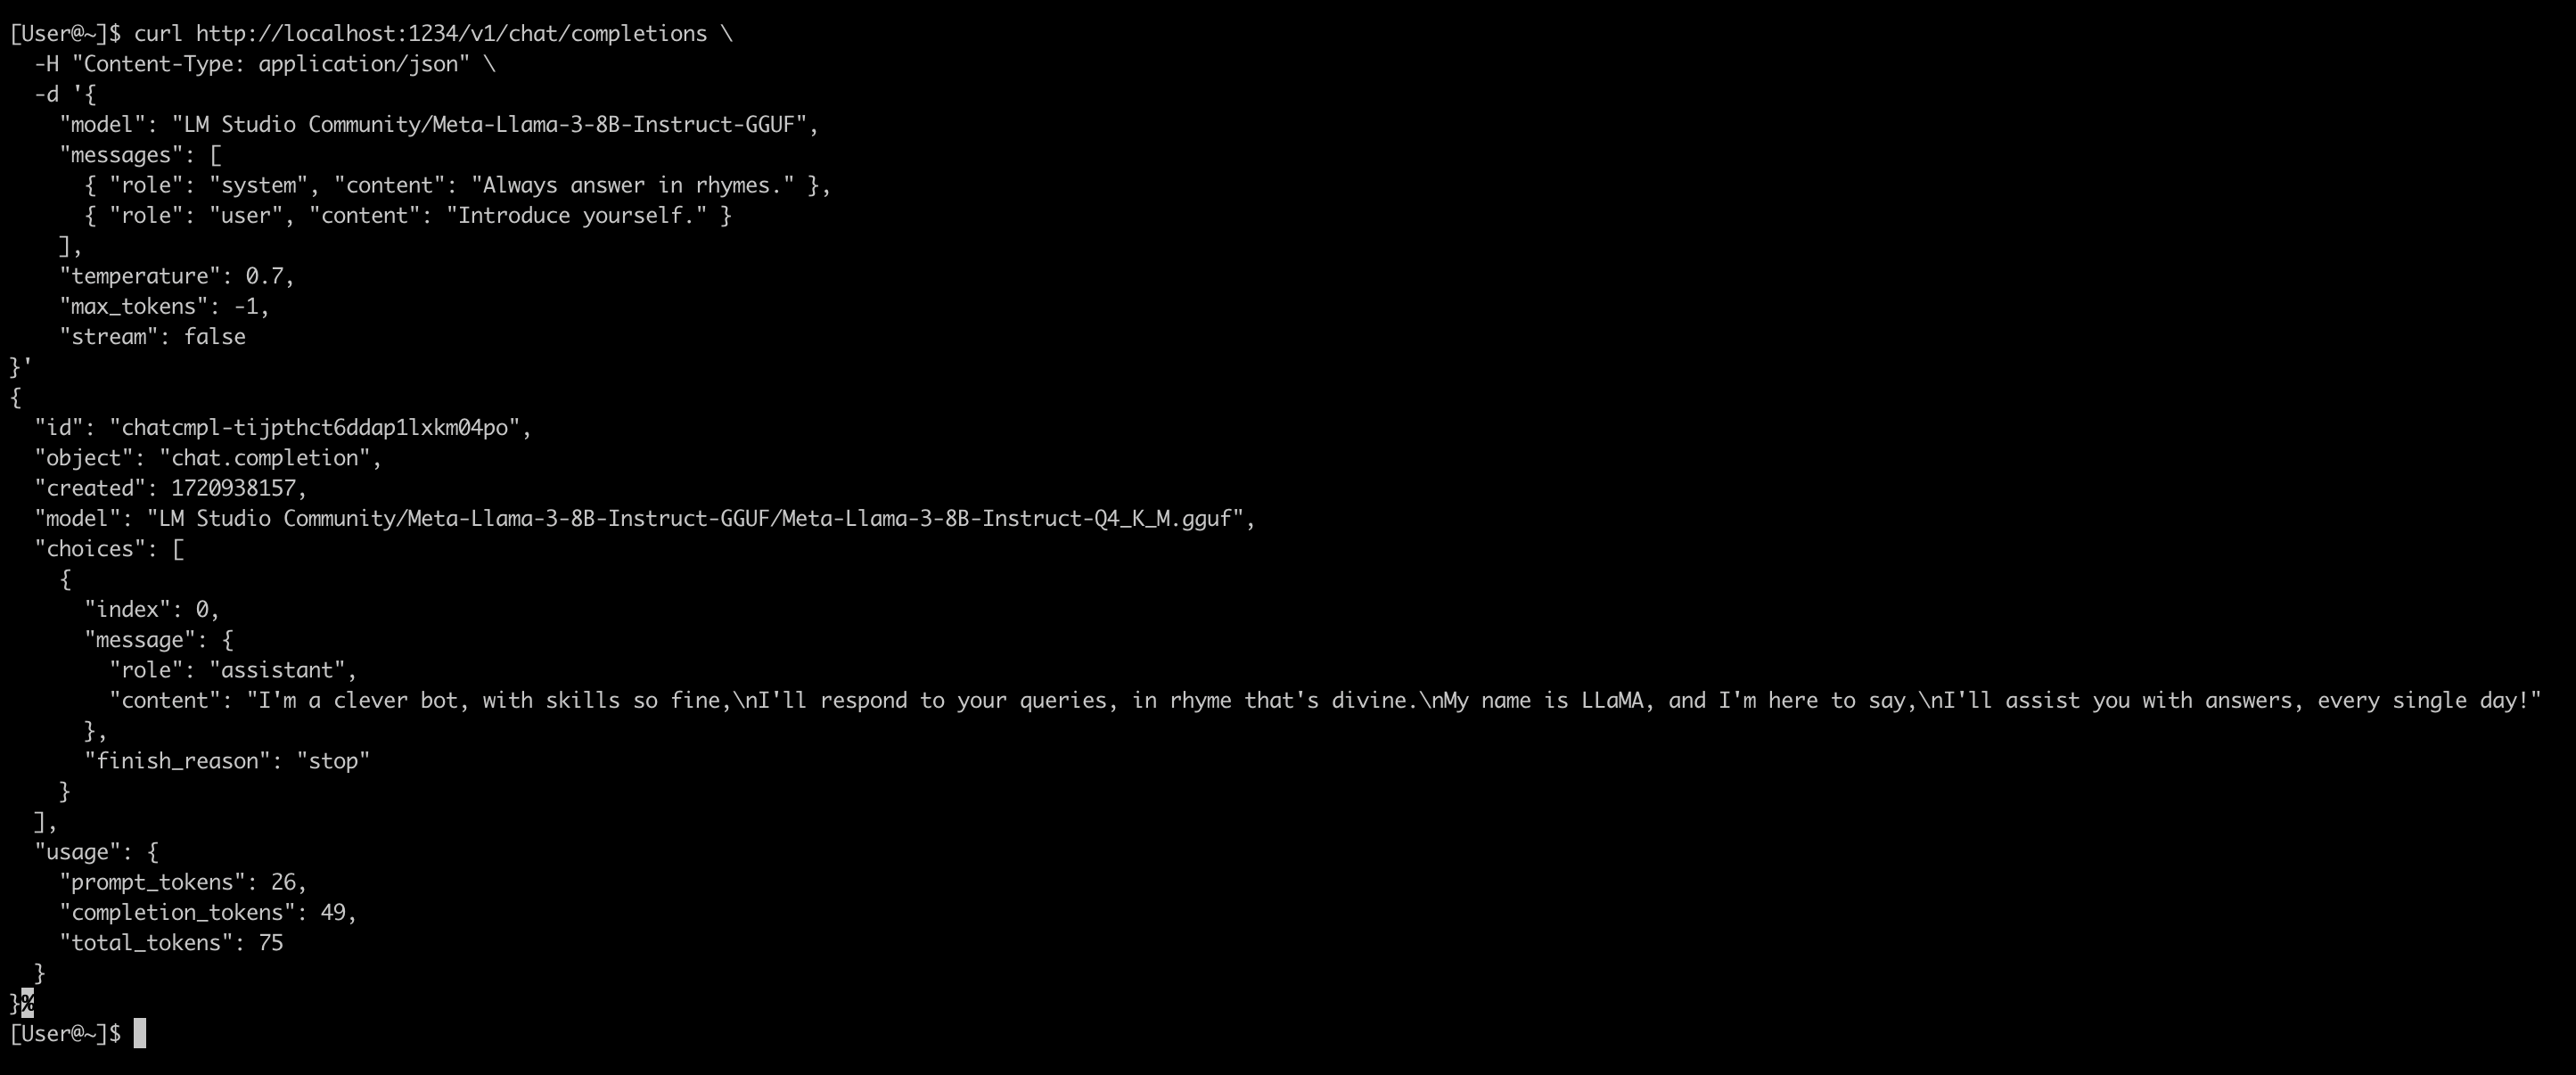 [User@~]$ curl http://localhost:1234/v1/chat/completions \
  -H "Content-Type: application/json" \
  -d '{
    "model": "LM Studio Community/Meta-Llama-3-8B-Instruct-GGUF",
    "messages": [
      { "role": "system", "content": "Always answer in rhymes." },
      { "role": "user", "content": "Introduce yourself." }
    ],
    "temperature": 0.7,
    "max_tokens": -1,
    "stream": false
}'
{
  "id": "chatcmpl-tijpthct6ddap1lxkm04po",
  "object": "chat.completion",
  "created": 1720938157,
  "model": "LM Studio Community/Meta-Llama-3-8B-Instruct-GGUF/Meta-Llama-3-8B-Instruct-Q4_K_M.gguf",
  "choices": [
    {
      "index": 0,
      "message": {
        "role": "assistant",
        "content": "I'm a clever bot, with skills so fine,\nI'll respond to your queries, in rhyme that's divine.\nMy name is LLaMA, and I'm here to say,\nI'll assist you with answers, every single day!"
      },
      "finish_reason": "stop"
    }
  ],
  "usage": {
    "prompt_tokens": 26,
    "completion_tokens": 49,
    "total_tokens": 75
  }
}%
[User@~]$